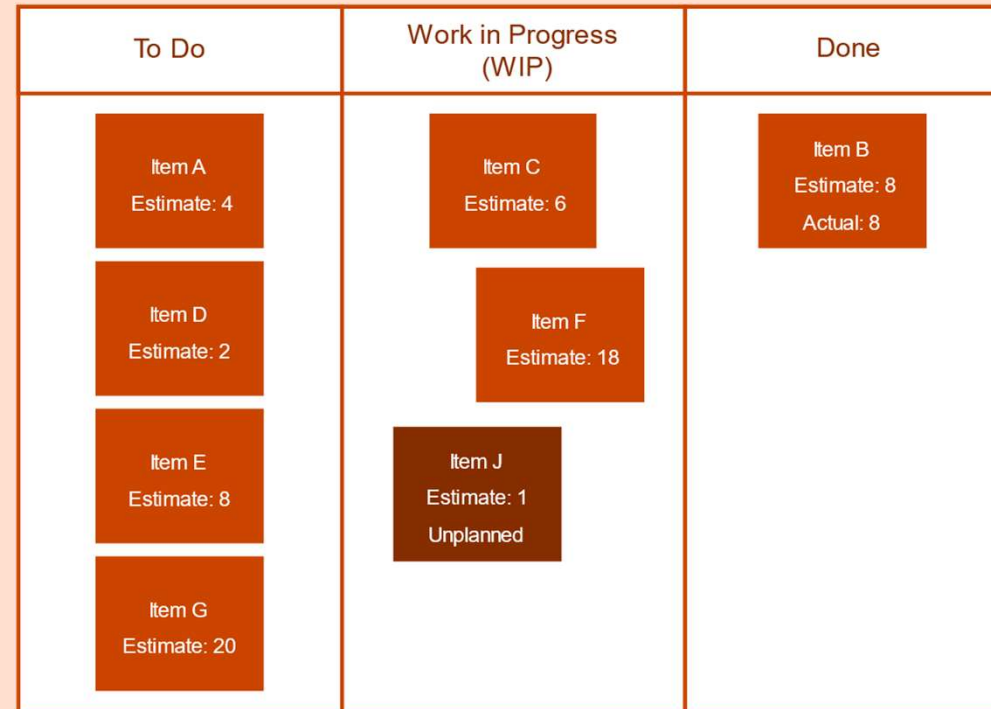 To Do
Work in Progress
(WIP)
Done
Item A
Estimate: 4
Item D
Estimate: 2
Item E
Estimate: 8
Item G
Estimate: 20
Item C
Estimate: 6
Item F
Estimate: 18
Item J
Estimate: 1
Unplanned
Item B
Estimate: 8
Actual: 8